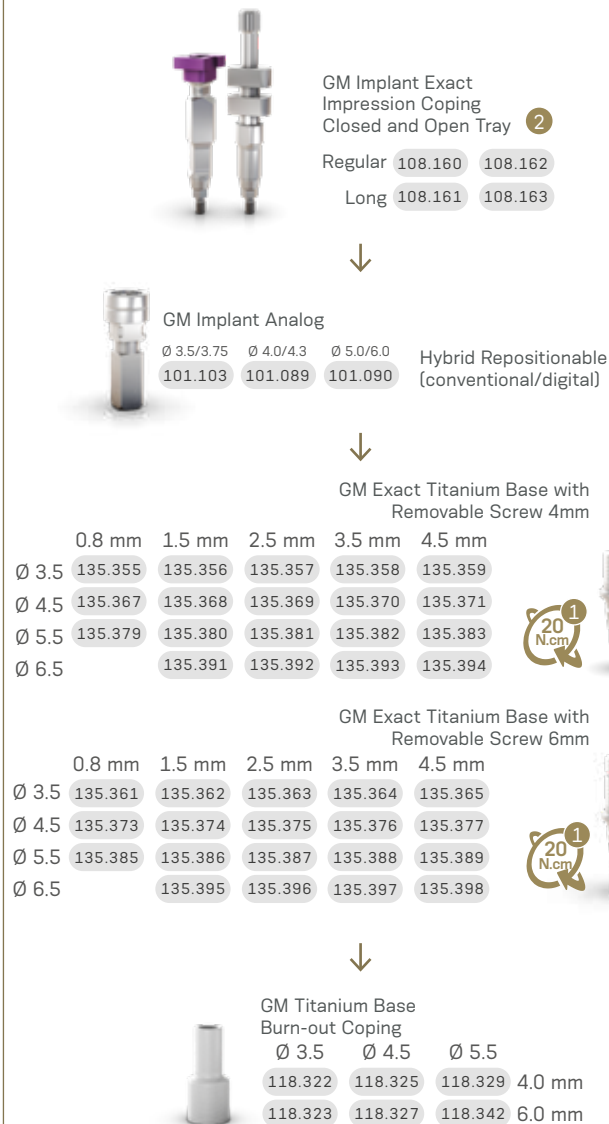 GM Implant Exact
Impression Coping
Closed and Open Tray 2
Regular 108.160 108.162
Long 108.161 108.163
GM Implant Analog
Ø 3.5/3.75 Ø 4.0/4.3 Ø 5.0/6.0
101.103 101.089 101.090
Hybrid Repositionable
(conventional/digital)
GM Exact Titanium Base with
Removable Screw 4mm
0.8 mm 1.5 mm 2.5 mm 3.5 mm 4.5 mm
Ø 3.5 135.355 135.356 135.357 135.358 135.359
Ø 4.5 135.367 135.368 135.369 135.370 135.371
Ø 5.5 135.379 135.380 135.381 135.382 135.383
Ø 6.5 135.391 135.392 135.393 135.394
1
20
N.cm
GM Exact Titanium Base with
Removable Screw 6mm
0.8 mm 1.5 mm 2.5 mm 3.5 mm 4.5 mm
Ø 3.5 135.361 135.362 135.363 135.364 135.365
Ø 4.5 135.373 135.374 135.375 135.376 135.377
Ø 5.5 135.385 135.386 135.387 135.388 135.389
Ø 6.5 135.395 135.396 135.397 135.398
1
20
N.cm
GM Titanium Base
Burn-out Coping
Ø 3.5 Ø 4.5 Ø 5.5
118.322 118.325 118.329 4.0 mm
118.323 118.327 118.342 6.0 mm